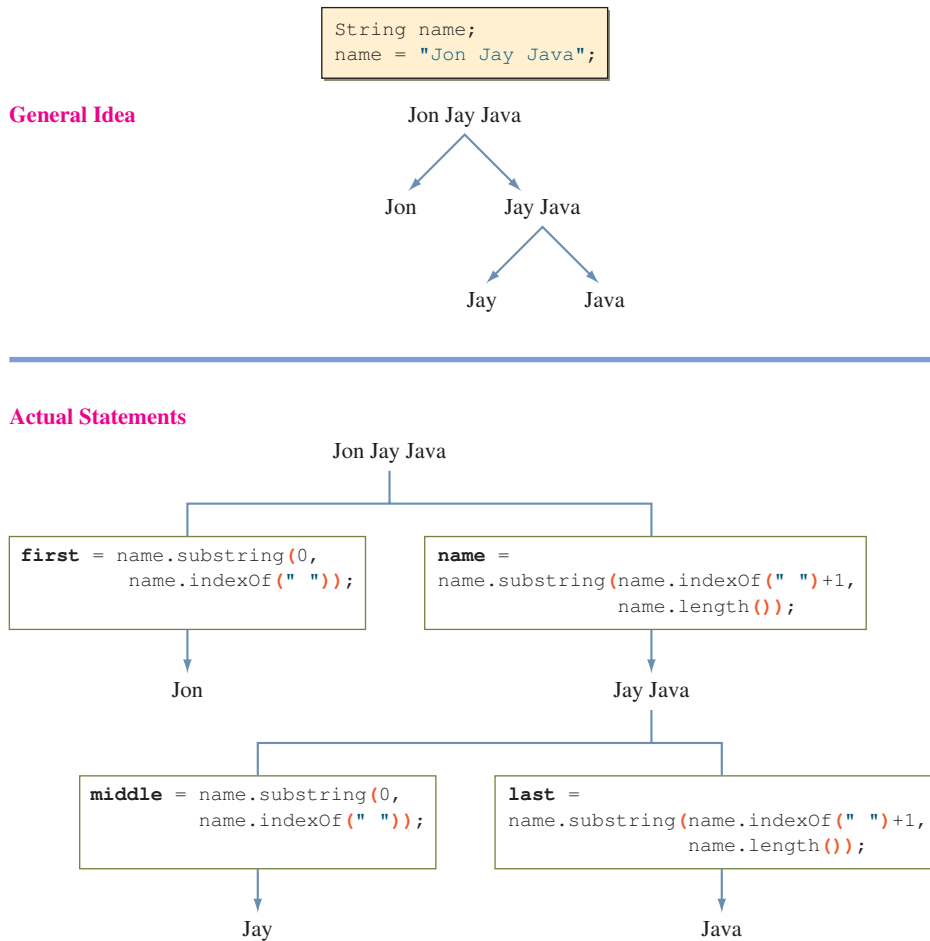 String name;
name = "Jon Jay Java";
General Idea
Jon Jay Java
Jon
Jay Java
Jay
Java
Actual Statements
Jon Jay Java
first = name.substring(0,
name.indexOf(" "));
name =
name.substring(name.indexOf(" ")+1,
name.length());
Jon
Jay Java
middle = name.substring(0,
name.indexOf(" "));
last =
name.substring(name.indexOf(" ")+1,
name.length());
Jay
Java